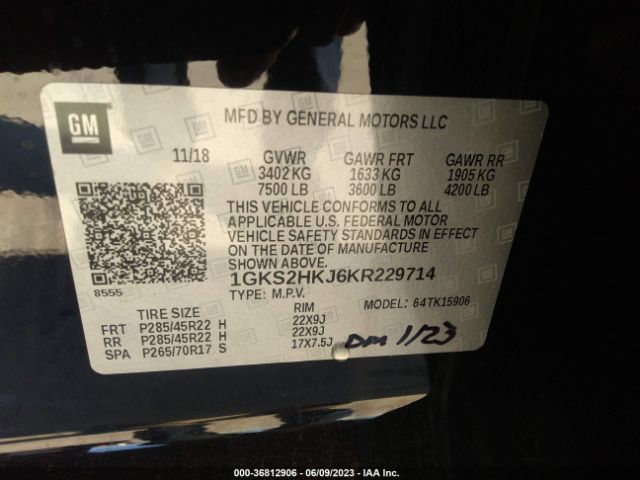 GM
MFD BY GENERAL MOTORS LLC
11/18 GVWR GAWR FRT GAWR RR
3402 KG 1633 KG 1905 KG
7500 LB 3600 LB 4200 LB
THIS VEHICLE CONFORMS TO ALL
APPLICABLE U.S. FEDERAL MOTOR
VEHICLE SAFETY STANDARDS IN EFFECT
ON THE DATE OF MANUFACTURE
SHOWN ABOVE.
1GKS2HKJ6KR229714
8555 TYPE: M.P.V. MODEL: 64TK15906
TIRE SIZE RIM
FRT P285/45R22 H 22X9J
RR P285/45R22 H 22X9J
SPA P265/70R17 S 17X7.5J
DM 1/23
000-36812906 - 06/09/2023 - IAA Inc.